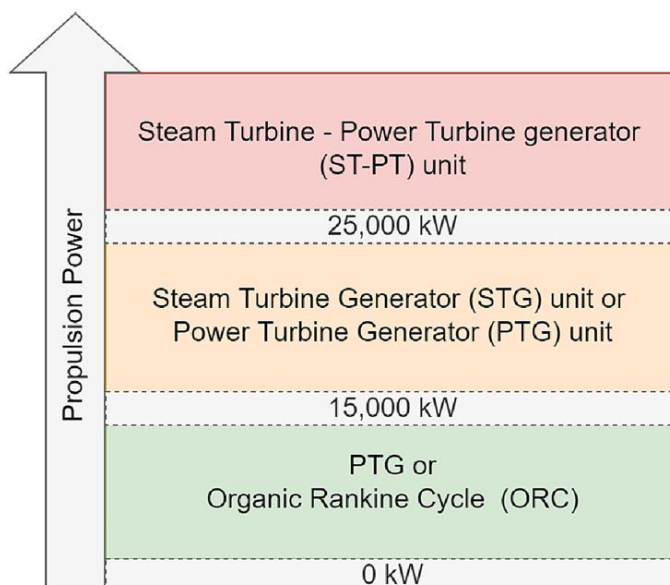 Propulsion Power
Steam Turbine - Power Turbine generator
(ST-PT) unit
25,000 kW
Steam Turbine Generator (STG) unit or
Power Turbine Generator (PTG) unit
15,000 kW
PTG or
Organic Rankine Cycle (ORC)
0 kW